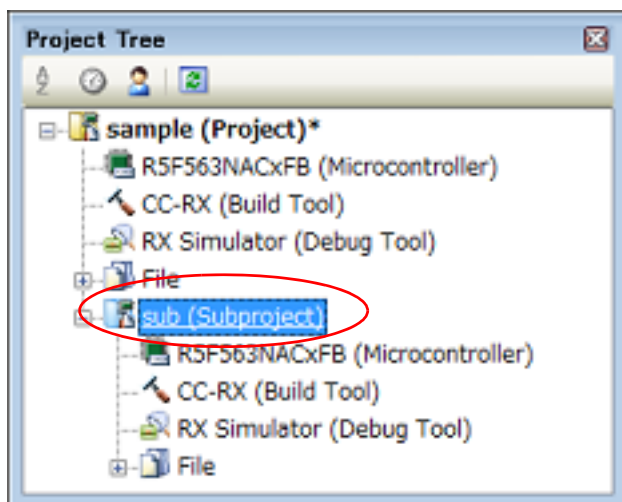 Project Tree
sample (Project)*
R5F563NACxFB (Microcontroller)
CC-RX (Build Tool)
RX Simulator (Debug Tool)
File
sub (Subproject)
R5F563NACxFB (Microcontroller)
CC-RX (Build Tool)
RX Simulator (Debug Tool)
File